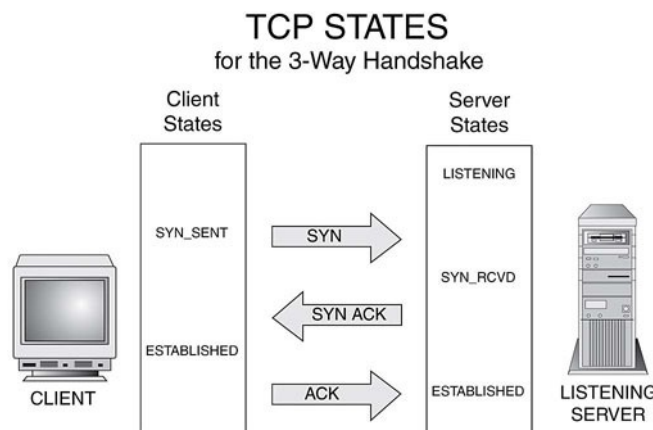 TCP STATES
for the 3-Way Handshake
Client
States
Server
States
LISTENING
SYN_SENT
SYN
SYN_RCVD
SYN ACK
ESTABLISHED
ACK
ESTABLISHED
CLIENT
LISTENING
SERVER